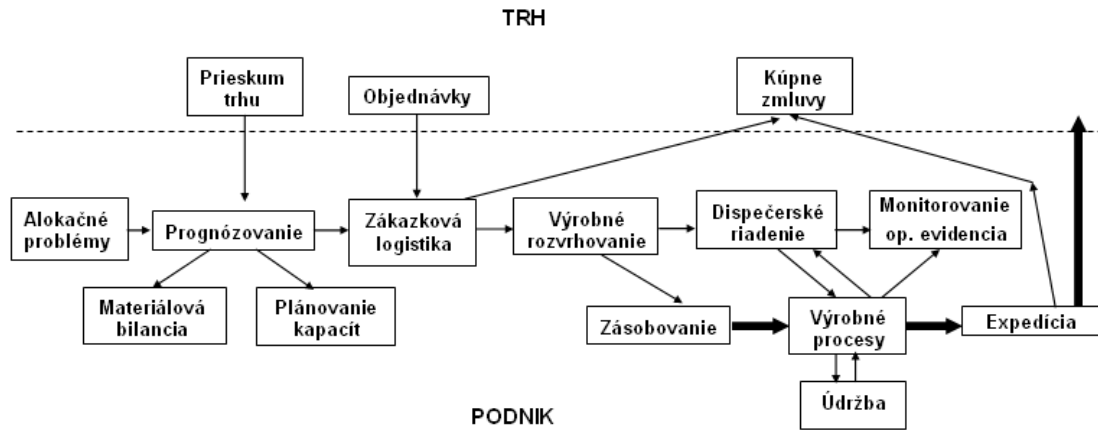 TRH
Prieskum
trhu
Objednávky
Kúpne
zmluvy
Alokačné
problémy
Prognózovanie
Zákazková
logistika
Výrobné
rozvrhovanie
Dispečerské
riadenie
Monitorovanie
op. evidencia
Materiálová
bilancia
Plánovanie
kapacít
Zásobovanie
Výrobné
procesy
Expedícia
Údržba
PODNIK